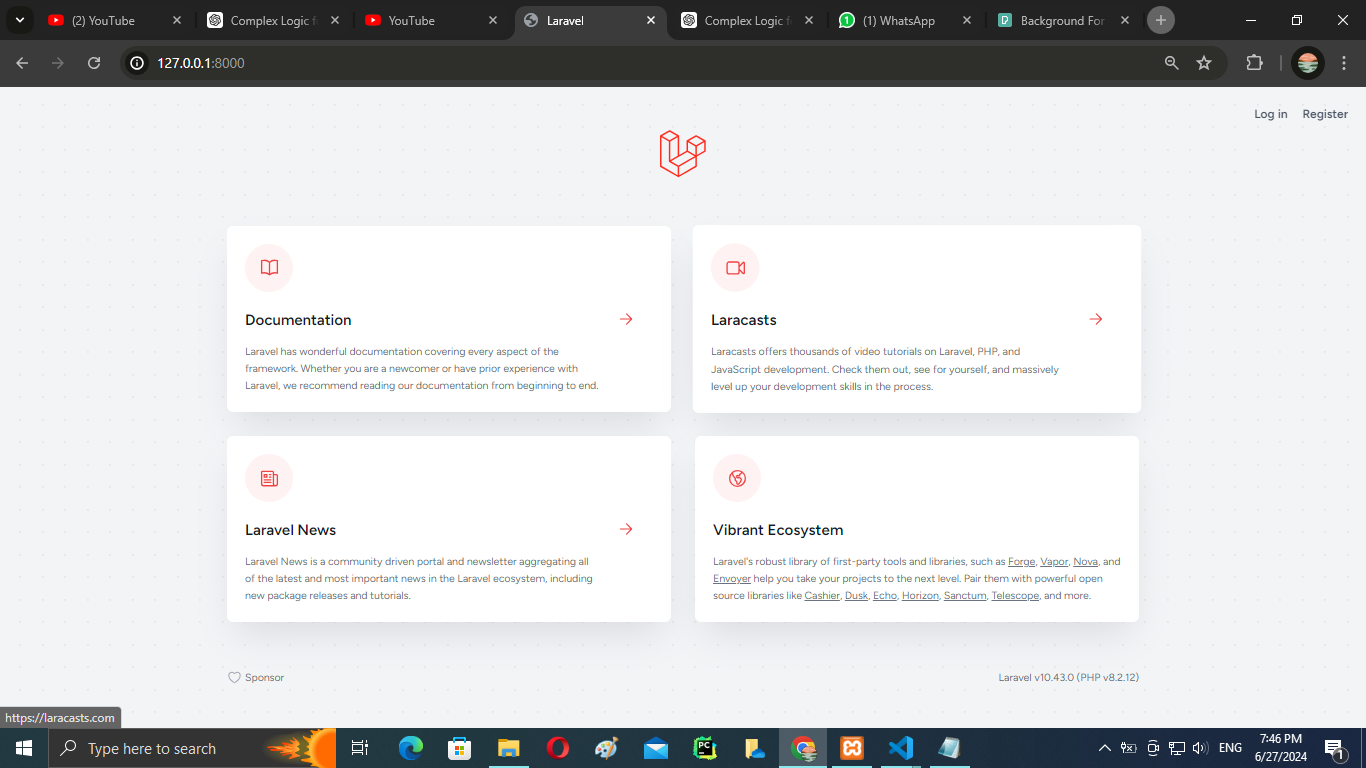 (2) YouTube
Complex Logic f
YouTube
Laravel
Complex Logic f
(1) WhatsApp
Background For
127.0.0.1:8000
Log in Register
Documentation
Laravel has wonderful documentation covering every aspect of the
framework. Whether you are a newcomer or have prior experience with
Laravel, we recommend reading our documentation from beginning to end.
Laracasts
Laracasts offers thousands of video tutorials on Laravel, PHP, and
JavaScript development. Check them out, see for yourself, and massively
level up your development skills in the process.
Laravel News
Laravel News is a community driven portal and newsletter aggregating all
of the latest and most important news in the Laravel ecosystem, including
new package releases and tutorials.
Vibrant Ecosystem
Laravel's robust library of first-party tools and libraries, such as Forge, Vapor, Nova, and
Envoyer help you take your projects to the next level. Pair them with powerful open
source libraries like Cashier, Dusk, Echo, Horizon, Sanctum, Telescope, and more.
Sponsor
Laravel v10.43.0 (PHP v8.2.12)
https://laracasts.com
Type here to search
PC
ENG
7:46 PM
6/27/2024
1